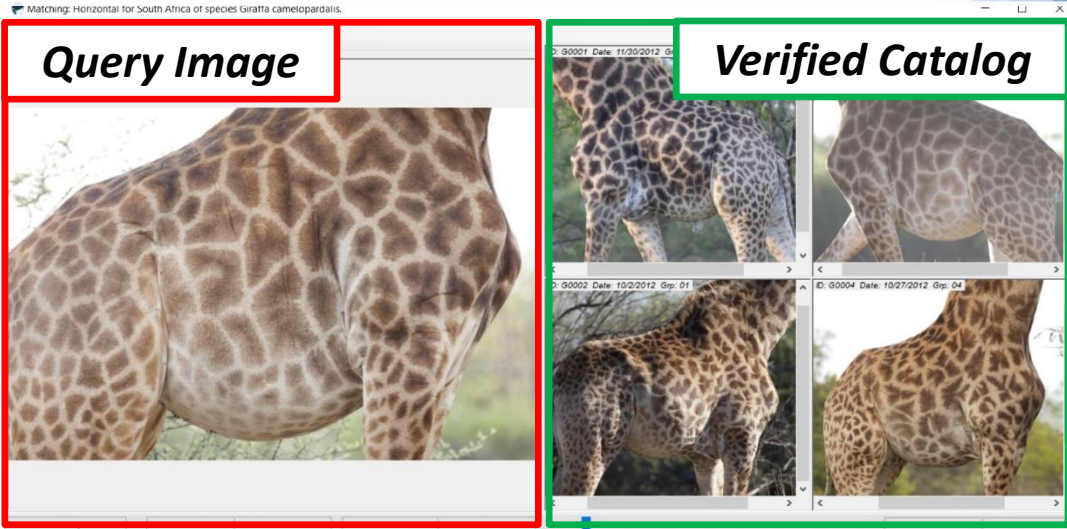 Matching: Horizontal for South Africa of species Giraffa camelopardalis.
Query Image
Verified Catalog
ID: G0001 Date: 11/30/2012
ID: G0002 Date: 10/2/2012 Grp: 01
ID: G0004 Date: 10/27/2012 Grp: 04